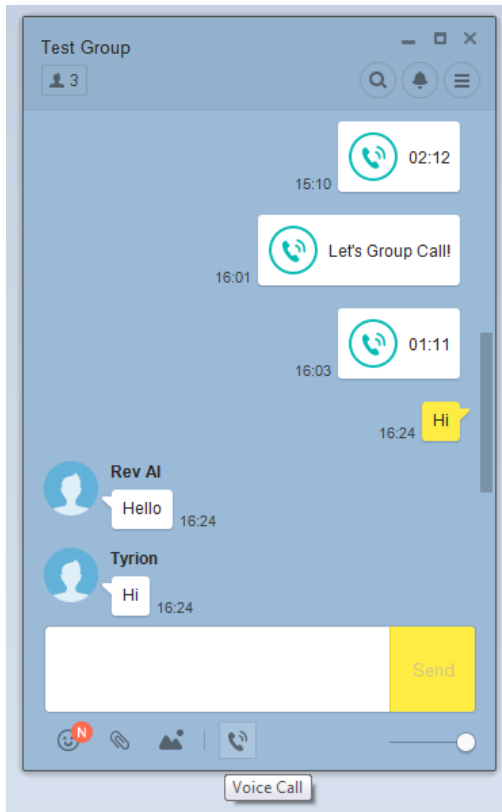 Test Group
3
02:12
15:10
Let's Group Call!
16:01
01:11
16:03
Hi
16:24
Rev Al
Hello
16:24
Tyrion
Hi
16:24
Send
N
Voice Call